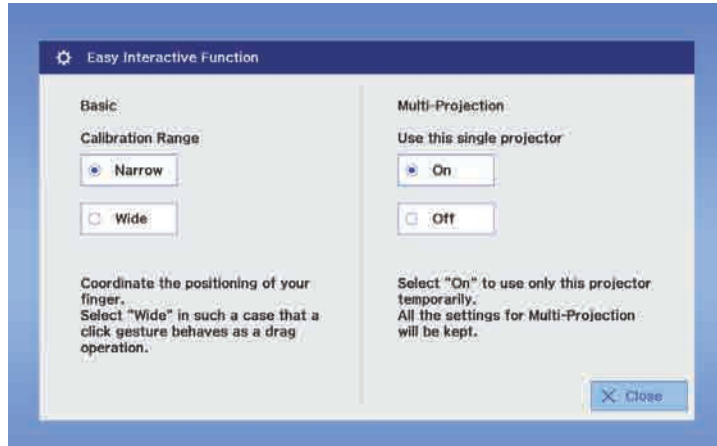 Easy Interactive Function
Basic
Calibration Range
Narrow
Wide
Coordinate the positioning of your
finger.
Select "Wide" in such a case that a
click gesture behaves as a drag
operation.
Multi-Projection
Use this single projector
On
Off
Select "On" to use only this projector
temporarily.
All the settings for Multi-Projection
will be kept.
Close